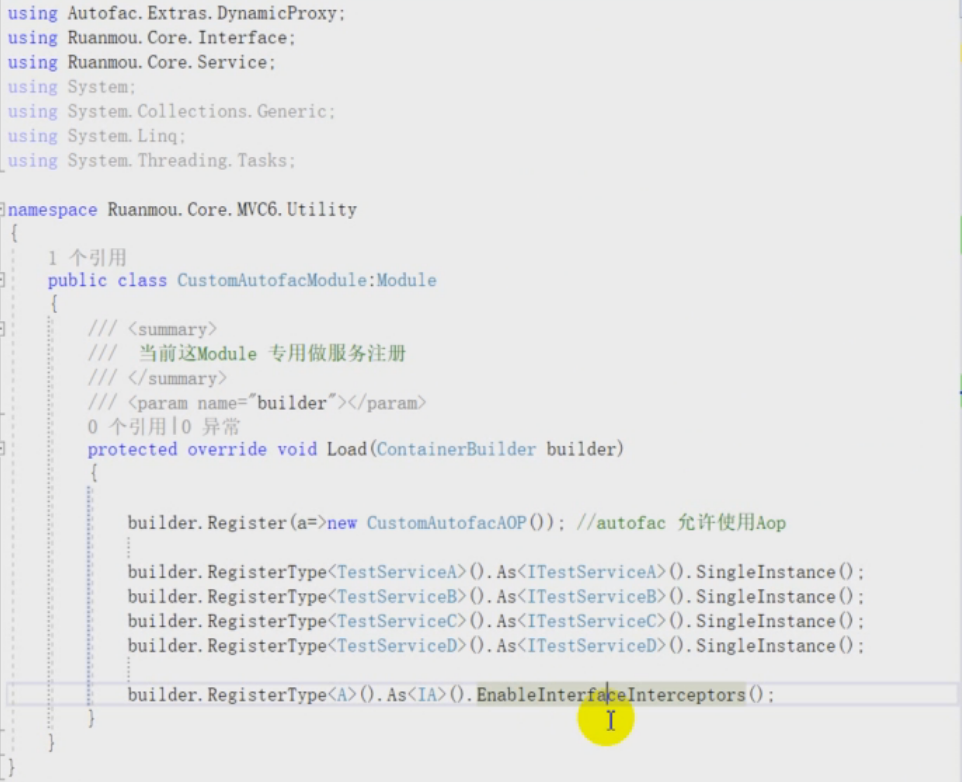 using Autofac.Extras.DynamicProxy;
using Ruanmou.Core.Interface;
using Ruanmou.Core.Service;
using System;
using System.Collections.Generic;
using System.Linq;
using System.Threading.Tasks;
namespace Ruanmou.Core.MVC6.Utility
{
1 个引用
public class CustomAutofacModule:Module
{
/// <summary>
/// 当前这Module 专用做服务注册
/// </summary>
/// <param name="builder"></param>
0 个引用|0 异常
protected override void Load(ContainerBuilder builder)
{
builder.Register(a=>new CustomAutofacAOP()); //autofac 允许使用Aop
builder.RegisterType<TestServiceA>().As<ITestServiceA>().SingleInstance();
builder.RegisterType<TestServiceB>().As<ITestServiceB>().SingleInstance();
builder.RegisterType<TestServiceC>().As<ITestServiceC>().SingleInstance();
builder.RegisterType<TestServiceD>().As<ITestServiceD>().SingleInstance();
builder.RegisterType<A>().As<IA>().EnableInterfaceInterceptors();
}
}
}